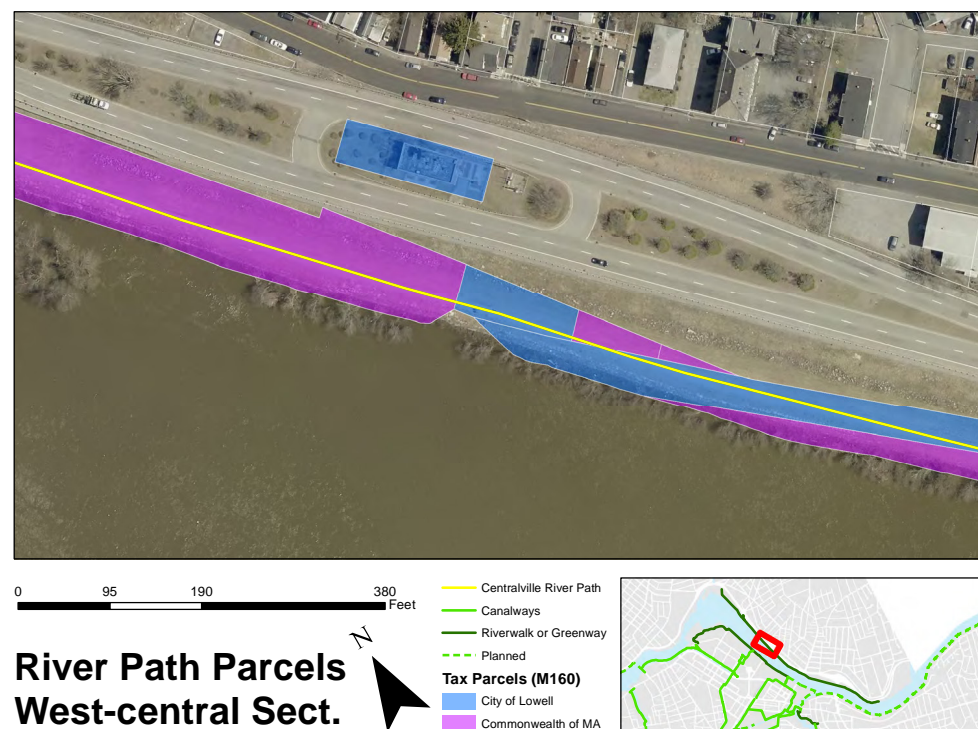 0 95 190 380
Feet
N
River Path Parcels
West-central Sect.
Centralville River Path
Canalways
Riverwalk or Greenway
Planned
Tax Parcels (M160)
City of Lowell
Commonwealth of MA